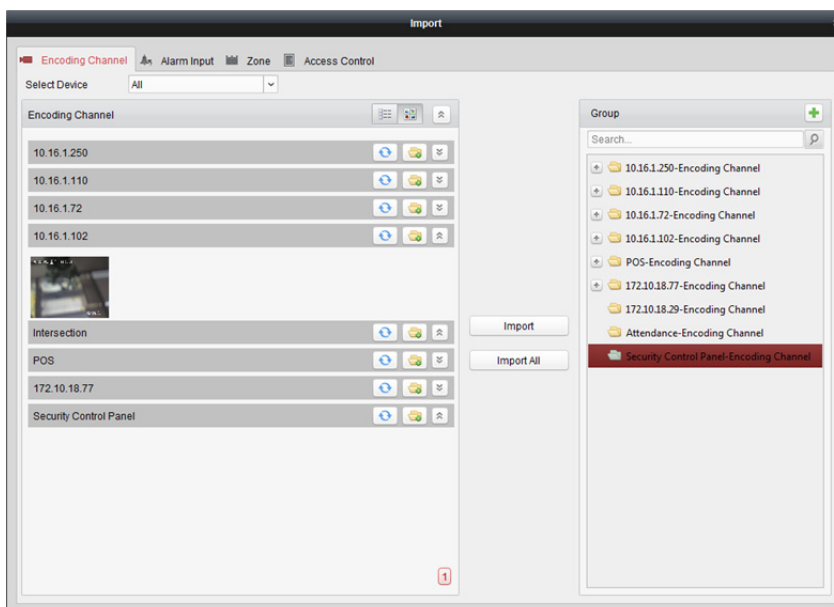 Import
Encoding Channel Alarm Input Zone Access Control
Select Device All
Encoding Channel
10.16.1.250
10.16.1.110
10.16.1.72
10.16.1.102
Intersection
POS
172.10.18.77
Security Control Panel
1
Import
Import All
Group
Search...
10.16.1.250-Encoding Channel
10.16.1.110-Encoding Channel
10.16.1.72-Encoding Channel
10.16.1.102-Encoding Channel
POS-Encoding Channel
172.10.18.77-Encoding Channel
172.10.18.29-Encoding Channel
Attendance-Encoding Channel
Security Control Panel-Encoding Channel